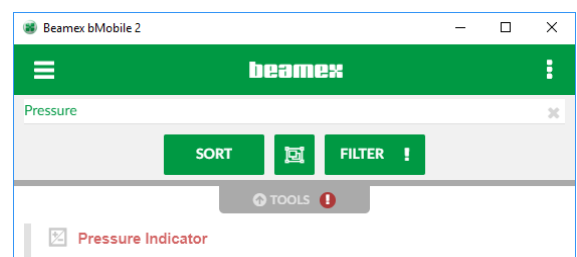 Beamex bMobile 2
beamex
Pressure
SORT
FILTER !
TOOLS !
Pressure Indicator